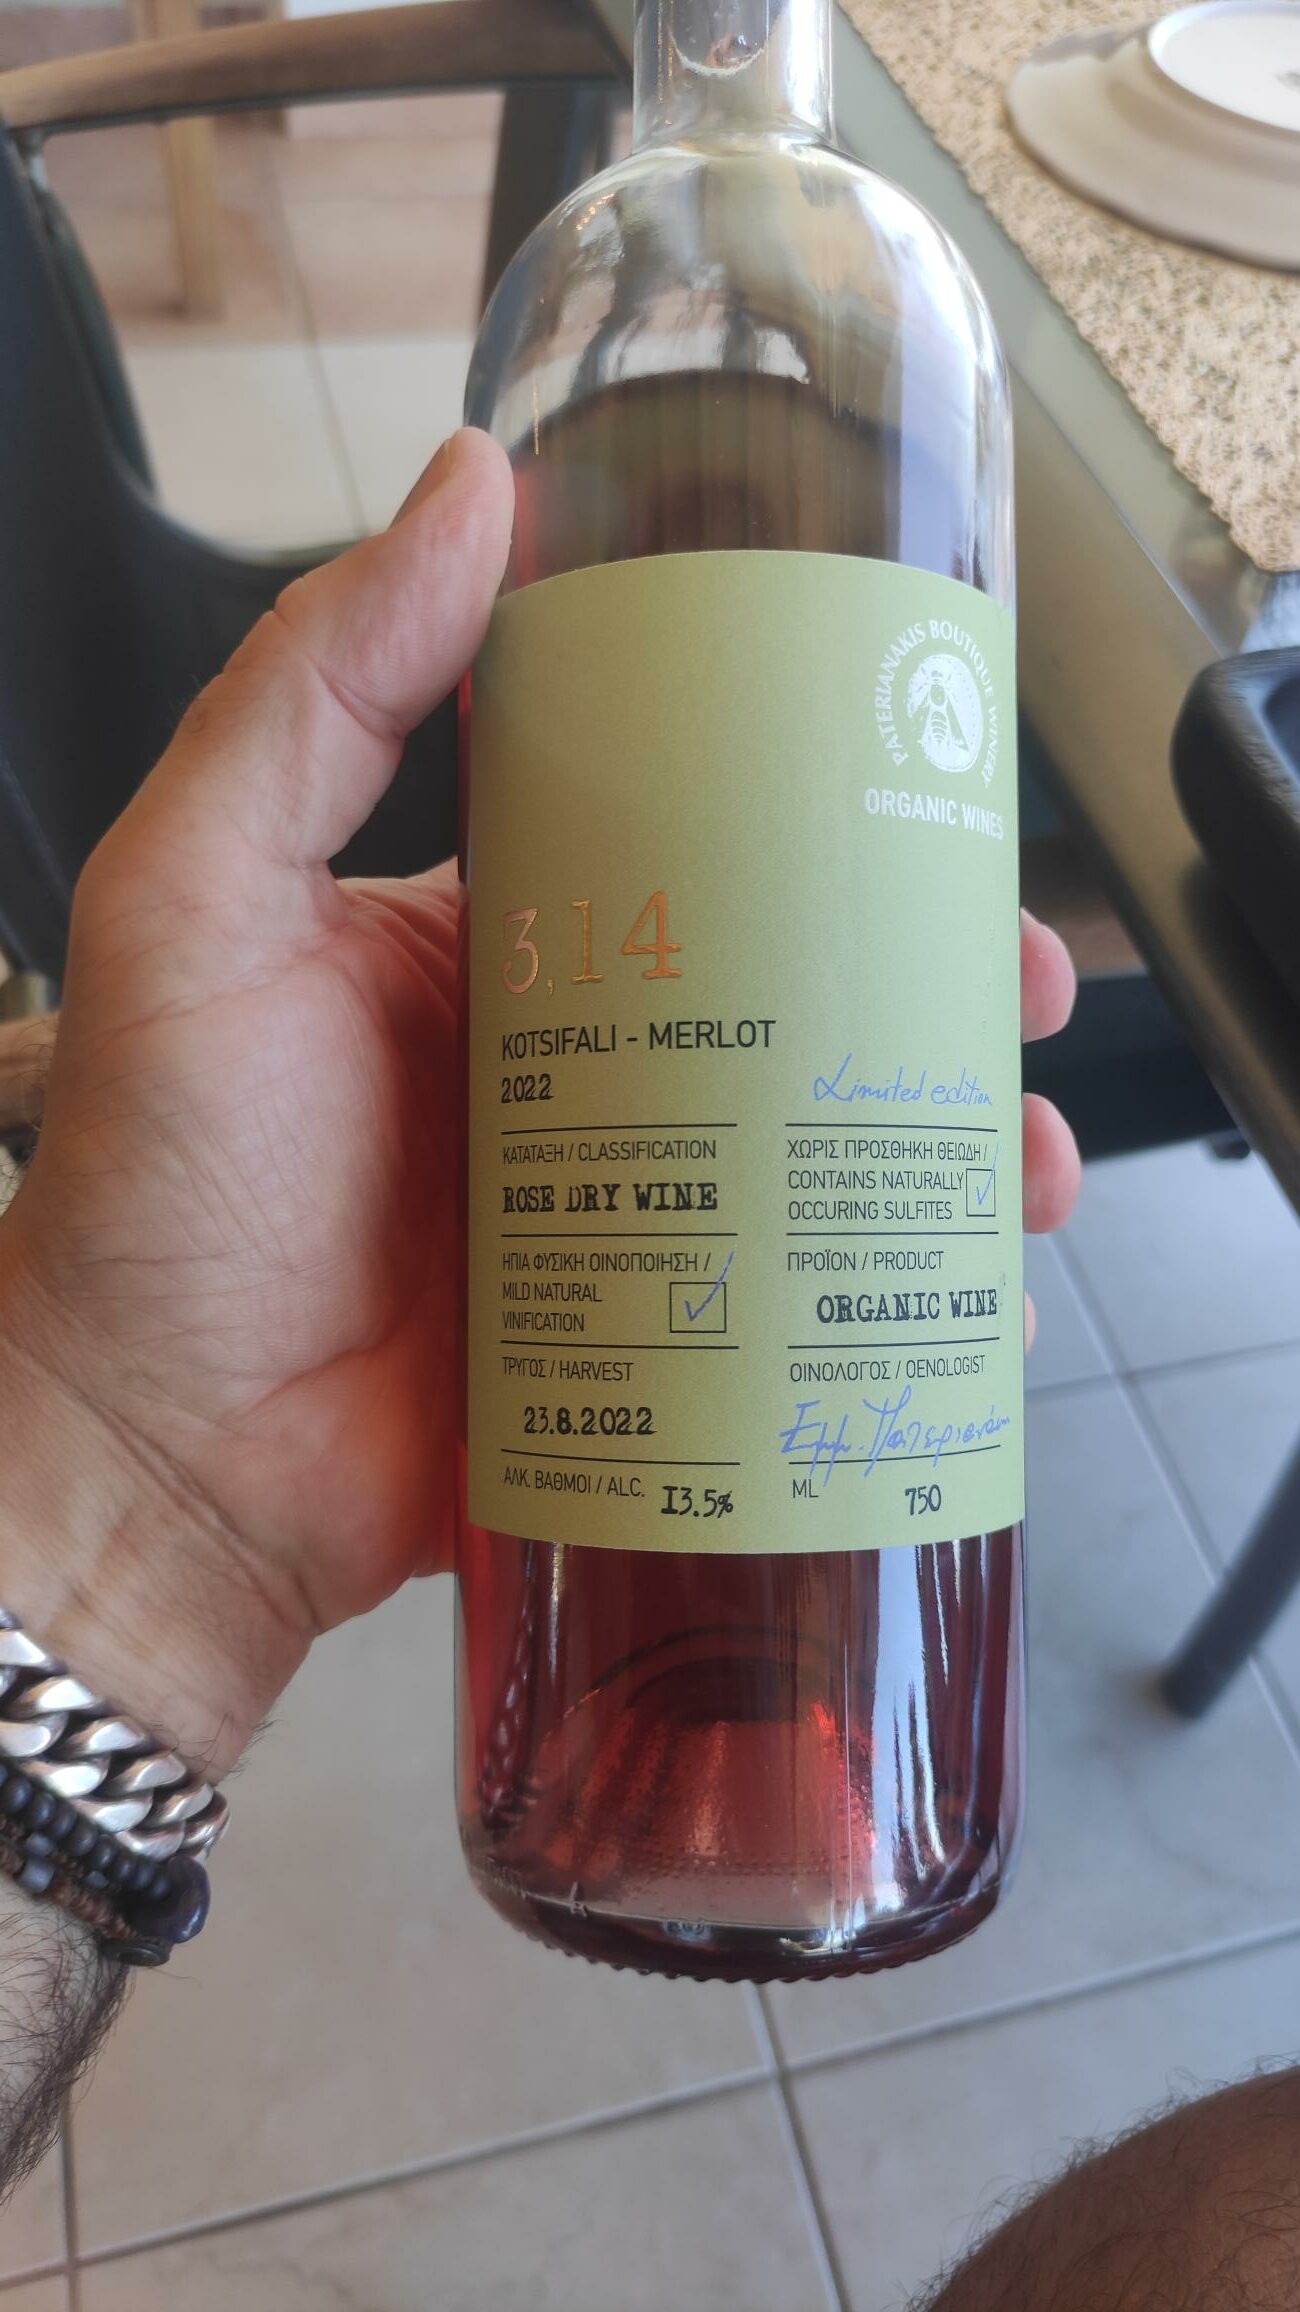 PATERIANAKIS BOUTIQUE WINERY
ORGANIC WINES
3,14
KOTSIFALI - MERLOT
2022
Limited edition
ΚΑΤΑΤΑΞΗ / CLASSIFICATION
ROSE DRY WINE
ΧΩΡΙΣ ΠΡΟΣΘΗΚΗ ΘΕΙΩΔΗ /
CONTAINS NATURALLY
OCCURING SULFITES
ΗΠΙΑ ΦΥΣΙΚΗ ΟΙΝΟΠΟΙΗΣΗ /
MILD NATURAL
VINIFICATION
ΠΡΟΪΟΝ / PRODUCT
ORGANIC WINE
ΤΡΥΓΟΣ / HARVEST
23.8.2022
ΟΙΝΟΛΟΓΟΣ / OENOLOGIST
Εμμ. Πατεριανάκη
ΑΛΚ. ΒΑΘΜΟΙ / ALC. 13.5%
ML 750